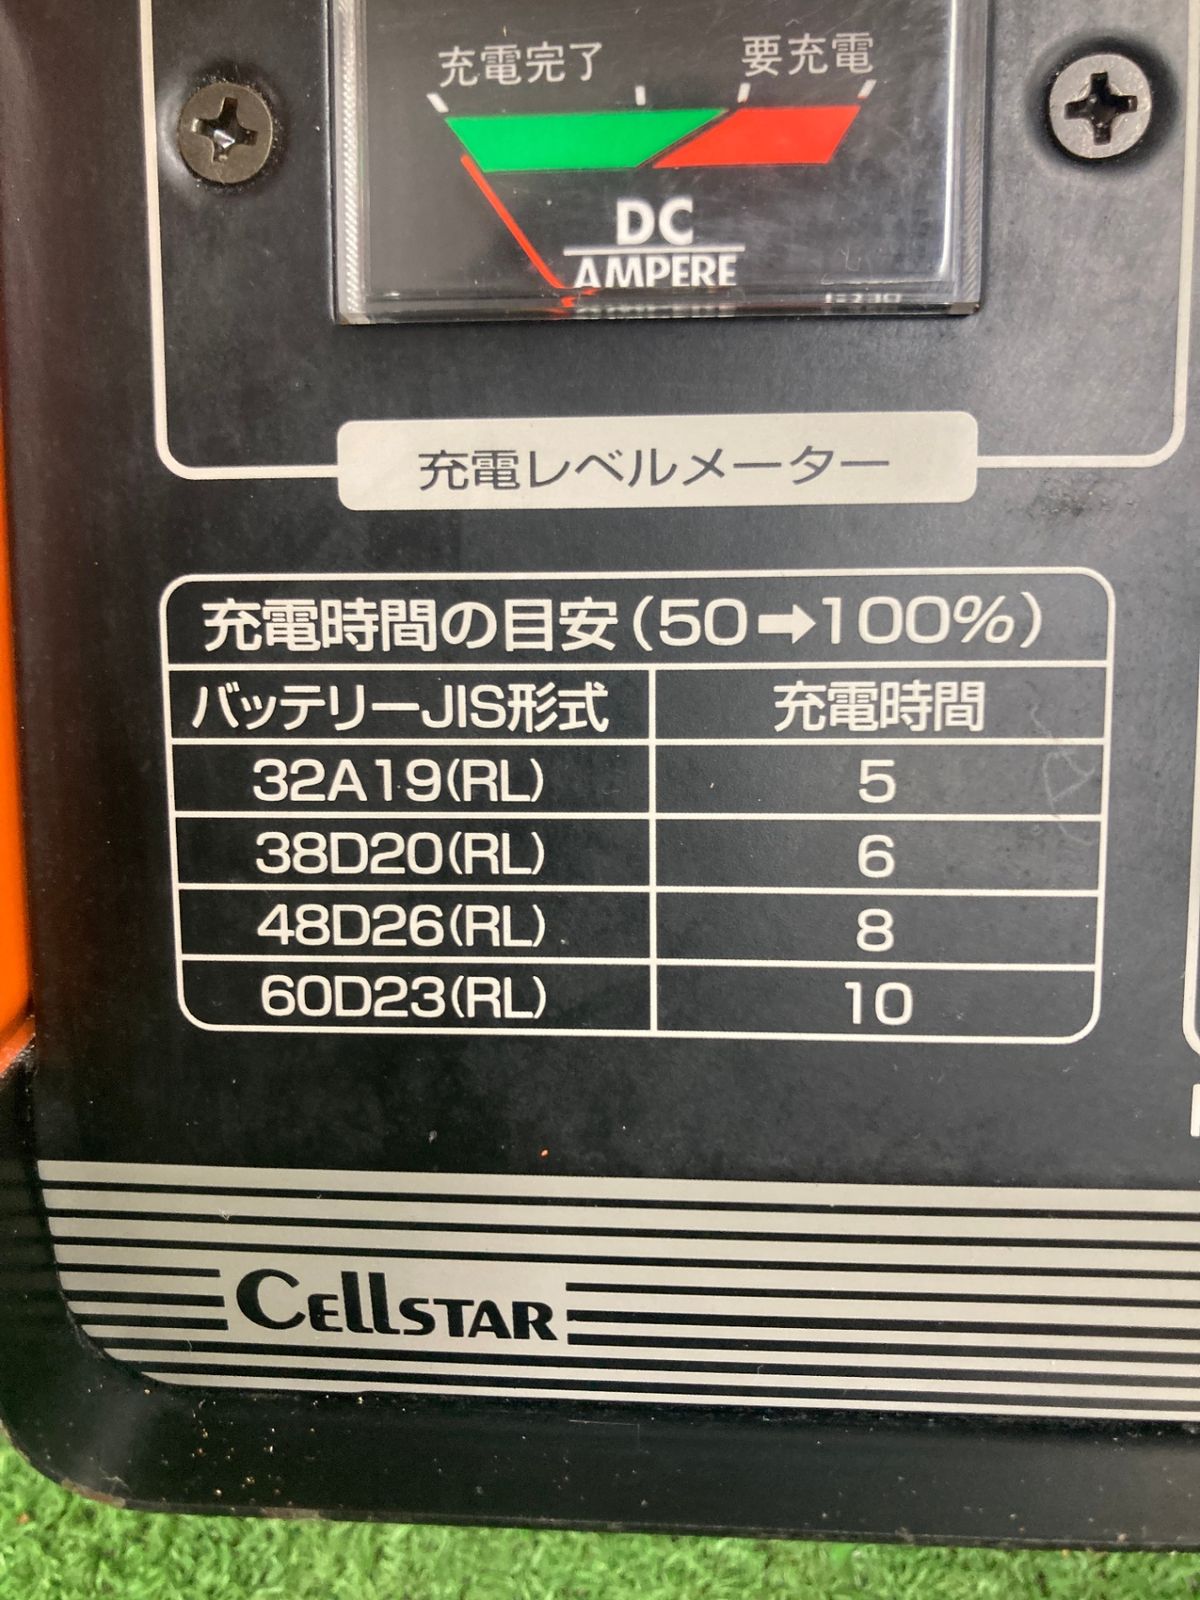 充電完了 要充電
DC
AMPERE
充電レベルメーター
充電時間の目安(50➡100%)
バッテリーJIS形式 充電時間
32A19(RL) 5
38D20(RL) 6
48D26(RL) 8
60D23(RL) 10
CELLSTAR